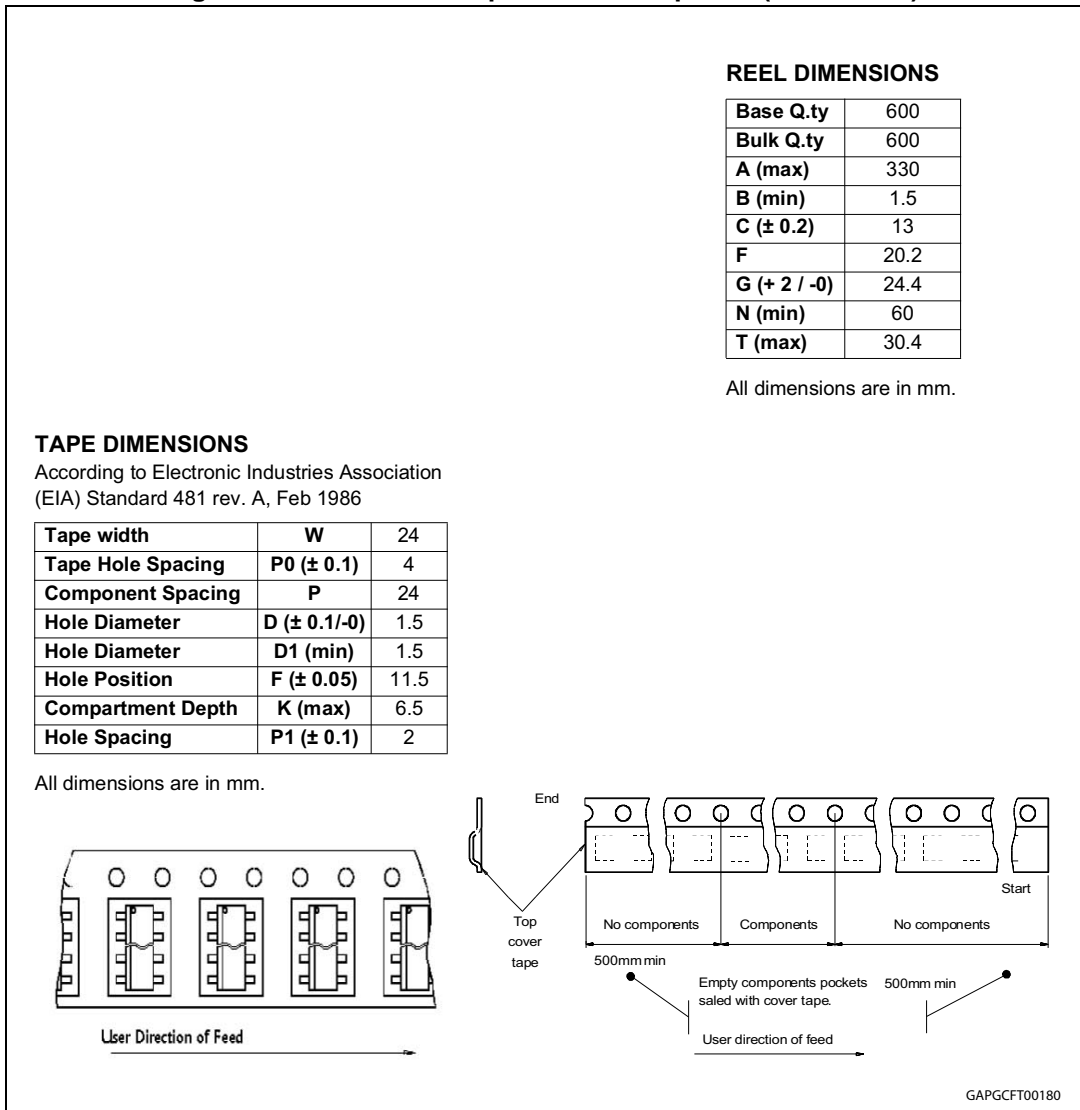 REEL DIMENSIONS
Base Q.ty 600
Bulk Q.ty 600
A (max) 330
B (min) 1.5
C (± 0.2) 13
F 20.2
G (+ 2 / -0) 24.4
N (min) 60
T (max) 30.4
All dimensions are in mm.
TAPE DIMENSIONS
According to Electronic Industries Association
(EIA) Standard 481 rev. A, Feb 1986
Tape width W 24
Tape Hole Spacing P0 (± 0.1) 4
Component Spacing P 24
Hole Diameter D (± 0.1/-0) 1.5
Hole Diameter D1 (min) 1.5
Hole Position F (± 0.05) 11.5
Compartment Depth K (max) 6.5
Hole Spacing P1 (± 0.1) 2
All dimensions are in mm.
User Direction of Feed
End
Start
Top
cover
tape
No components
Components
No components
500mm min
Empty components pockets
saled with cover tape.
500mm min
User direction of feed
GAPGCFT00180